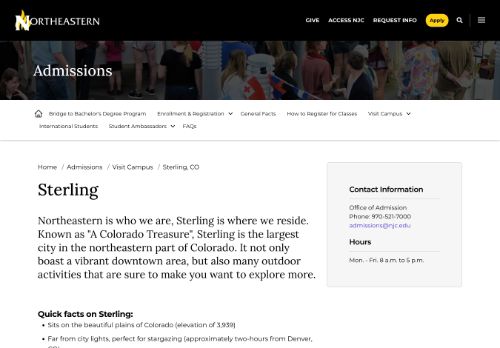 NORTHEASTERN
GIVE ACCESS NJC REQUEST INFO Apply
Admissions
Bridge to Bachelor's Degree Program Enrollment & Registration General Facts How to Register for Classes Visit Campus
International Students Student Ambassadors FAQs
Home / Admissions / Visit Campus / Sterling, CO
Sterling
Northeastern is who we are, Sterling is where we reside.
Known as "A Colorado Treasure", Sterling is the largest
city in the northeastern part of Colorado. It not only
boast a vibrant downtown area, but also many outdoor
activities that are sure to make you want to explore more.
Quick facts on Sterling:
Sits on the beautiful plains of Colorado (elevation of 3,939)
Far from city lights, perfect for stargazing (approximately two-hours from Denver,
Contact Information
Office of Admission
Phone: 970-521-7000
admissions@njc.edu
Hours
Mon. - Fri. 8 a.m. to 5 p.m.